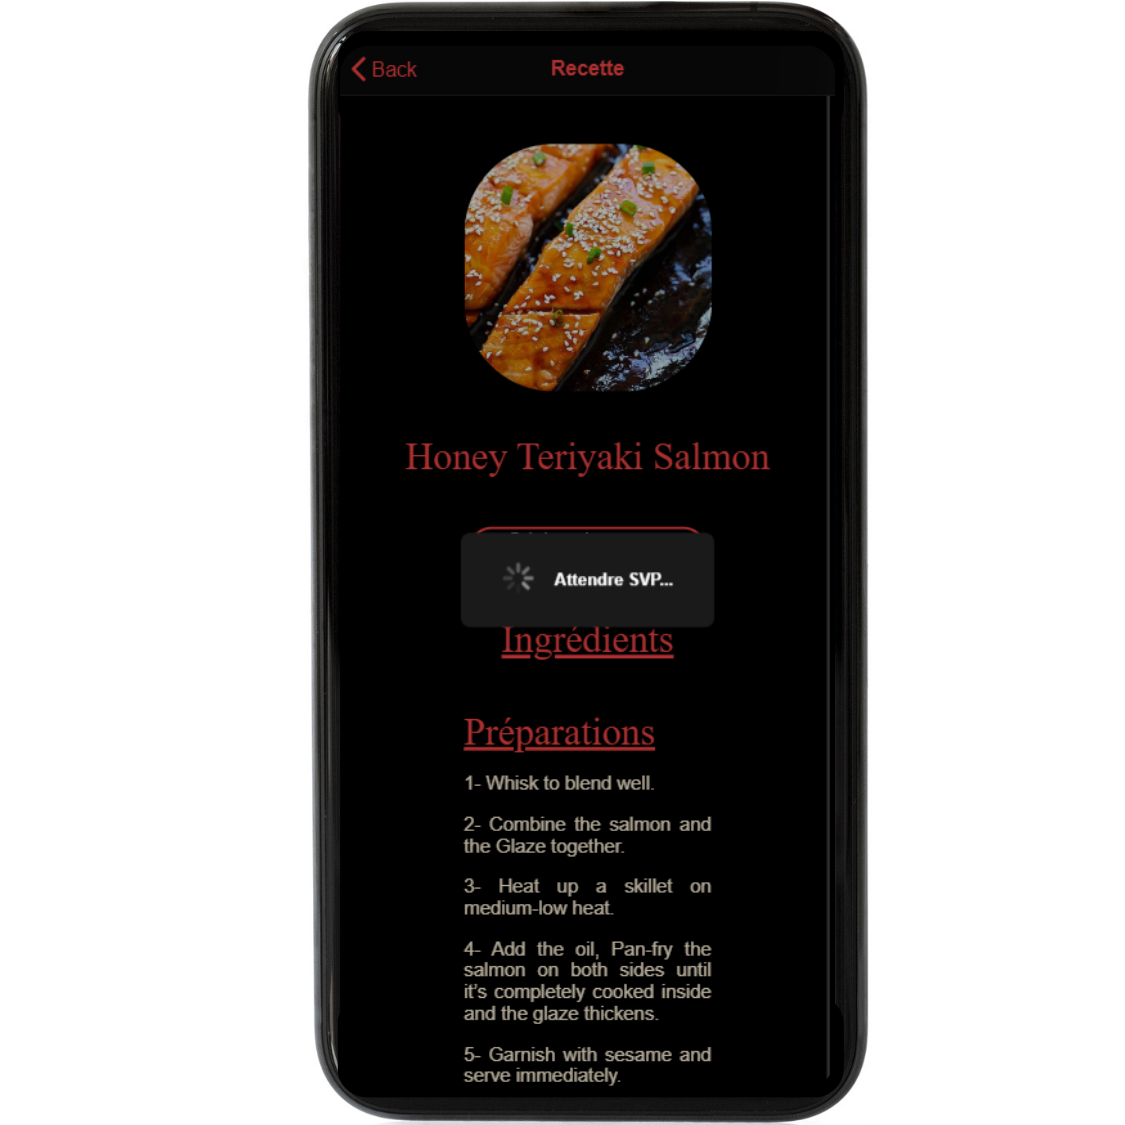 Back
Recette
Honey Teriyaki Salmon
Attendre SVP...
Ingrédients
Préparations
1- Whisk to blend well.
2- Combine the salmon and
the Glaze together.
3- Heat up a skillet on
medium-low heat.
4- Add the oil, Pan-fry the
salmon on both sides until
it's completely cooked inside
and the glaze thickens.
5- Garnish with sesame and
serve immediately.